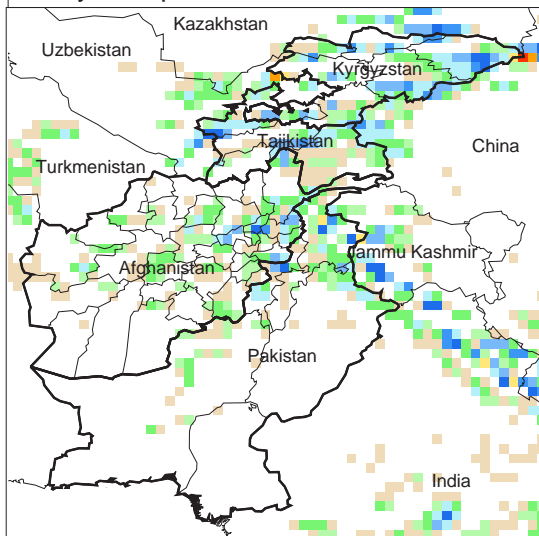 Kazakhstan
Uzbekistan
Kyrgyzstan
Tajikistan
China
Turkmenistan
Jammu Kashmir
Afghanistan
Pakistan
India